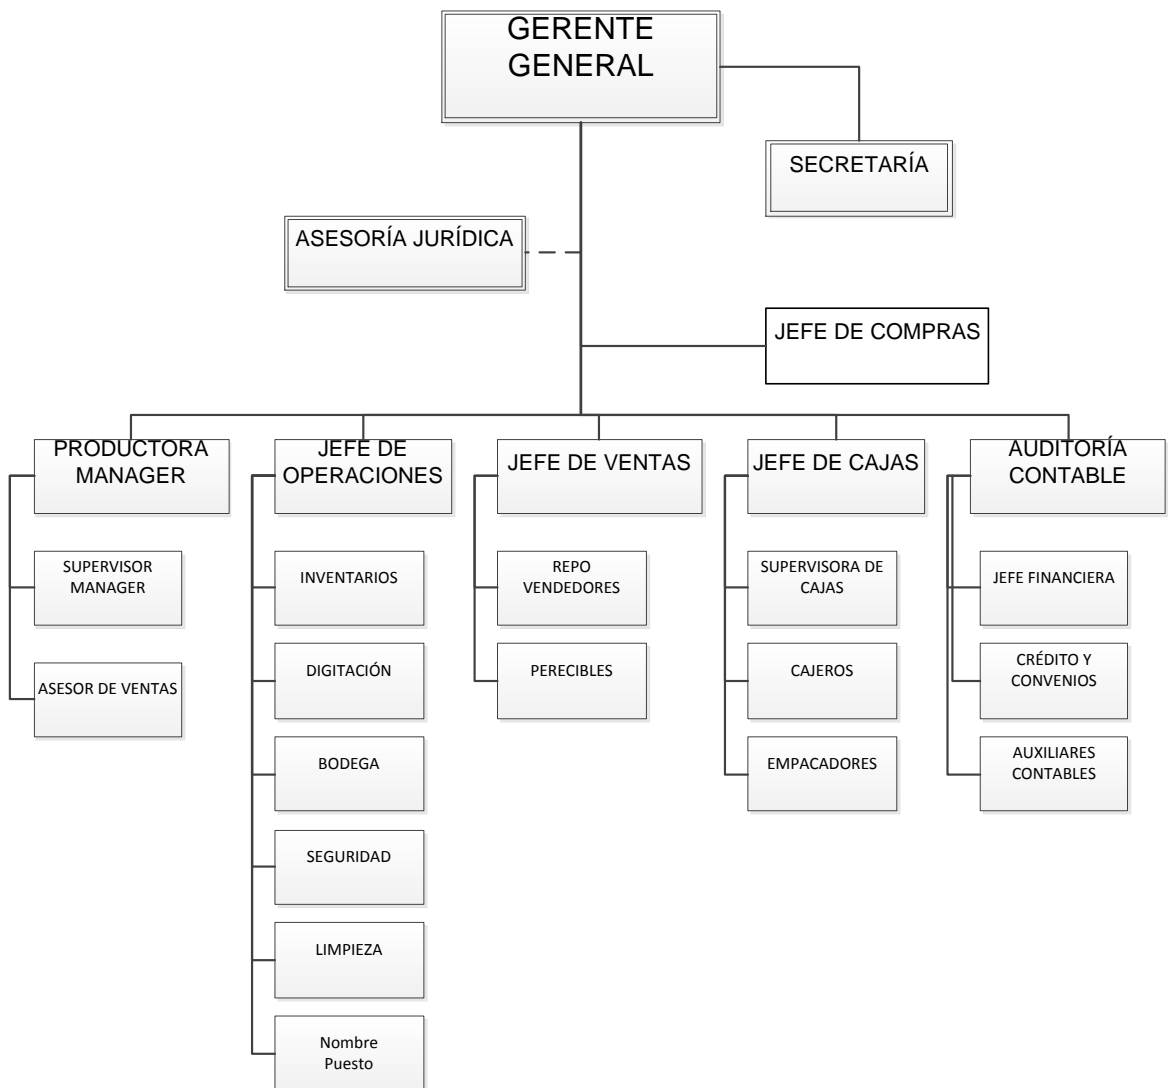 GERENTE
GENERAL
SECRETARÍA
ASESORÍA JURÍDICA
JEFE DE COMPRAS
PRODUCTORA
MANAGER
JEFE DE
OPERACIONES
JEFE DE VENTAS
JEFE DE CAJAS
AUDITORÍA
CONTABLE
SUPERVISOR
MANAGER
ASESOR DE VENTAS
INVENTARIOS
DIGITACIÓN
BODEGA
SEGURIDAD
LIMPIEZA
Nombre
Puesto
REPO
VENDEDORES
PERECIBLES
SUPERVISORA DE
CAJAS
CAJEROS
EMPACADORES
JEFE FINANCIERA
CRÉDITO Y
CONVENIOS
AUXILIARES
CONTABLES